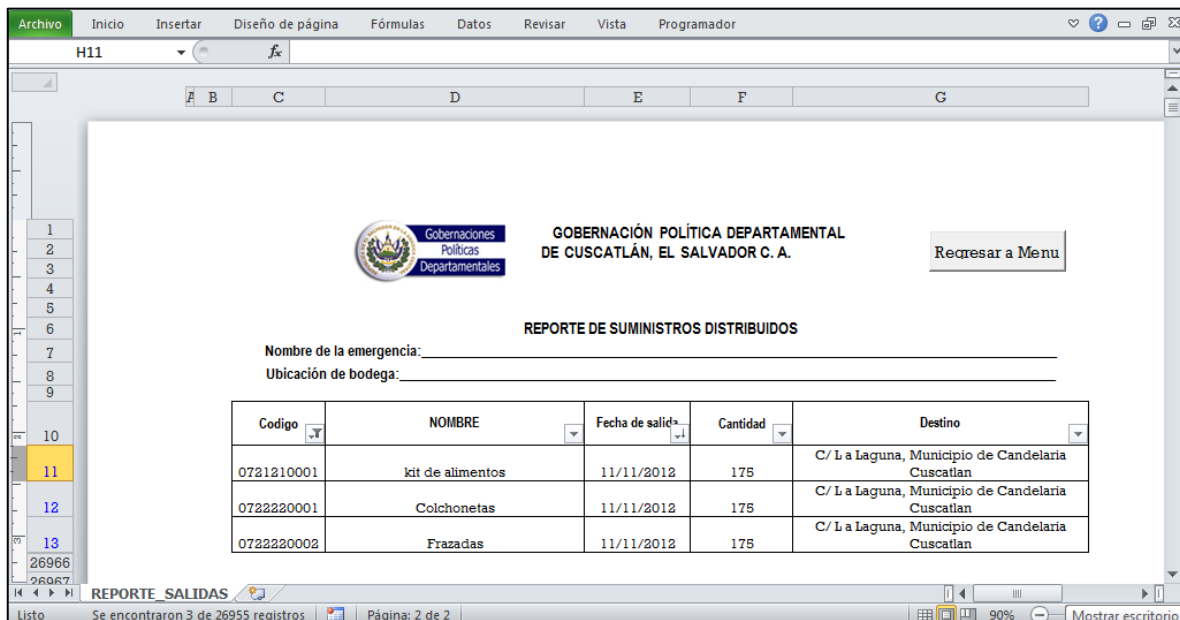 Archivo Inicio Insertar Diseño de página Fórmulas Datos Revisar Vista Programador
H11 fx
A B C D E F G
Gobernaciones
Políticas
Departamentales
GOBERNACIÓN POLÍTICA DEPARTAMENTAL
DE CUSCATLÁN, EL SALVADOR C. A.
Regresar a Menu
REPORTE DE SUMINISTROS DISTRIBUIDOS
Nombre de la emergencia:
Ubicación de bodega:
Codigo NOMBRE Fecha de salida Cantidad Destino
0721210001 kit de alimentos 11/11/2012 175 C/ La Laguna, Municipio de Candelaria
Cuscatlan
0722220001 Colchonetas 11/11/2012 175 C/ La Laguna, Municipio de Candelaria
Cuscatlan
0722220002 Frazadas 11/11/2012 175 C/ La Laguna, Municipio de Candelaria
Cuscatlan
1
2
3
4
5
6
7
8
9
10
11
12
13
26966
26967
REPORTE_SALIDAS
Listo Se encontraron 3 de 26955 registros Página: 2 de 2 90% Mostrar escritorio